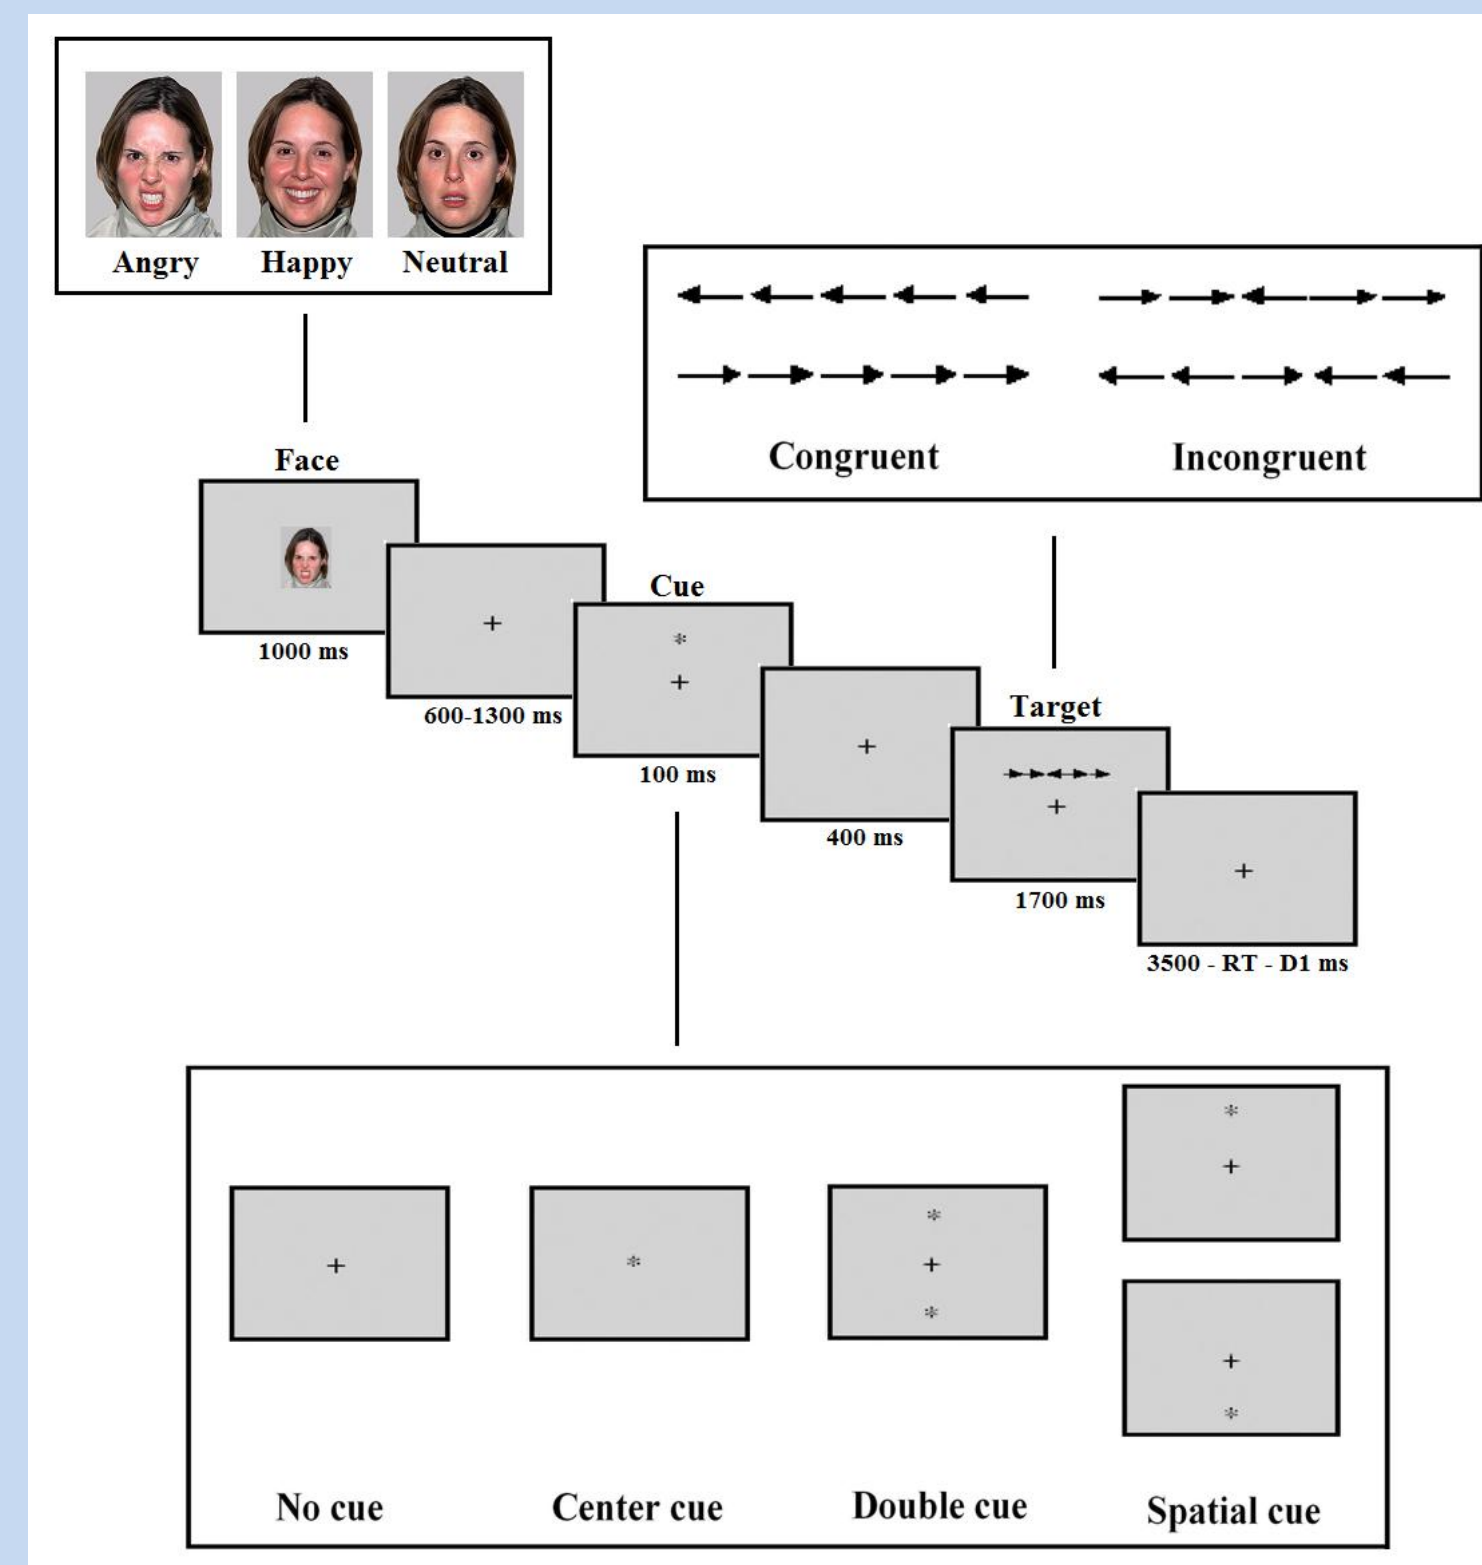 Angry Happy Neutral
Congruent Incongruent
Face
1000 ms
600-1300 ms
Cue
100 ms
400 ms
Target
1700 ms
3500 - RT - D1 ms
No cue Center cue Double cue Spatial cue